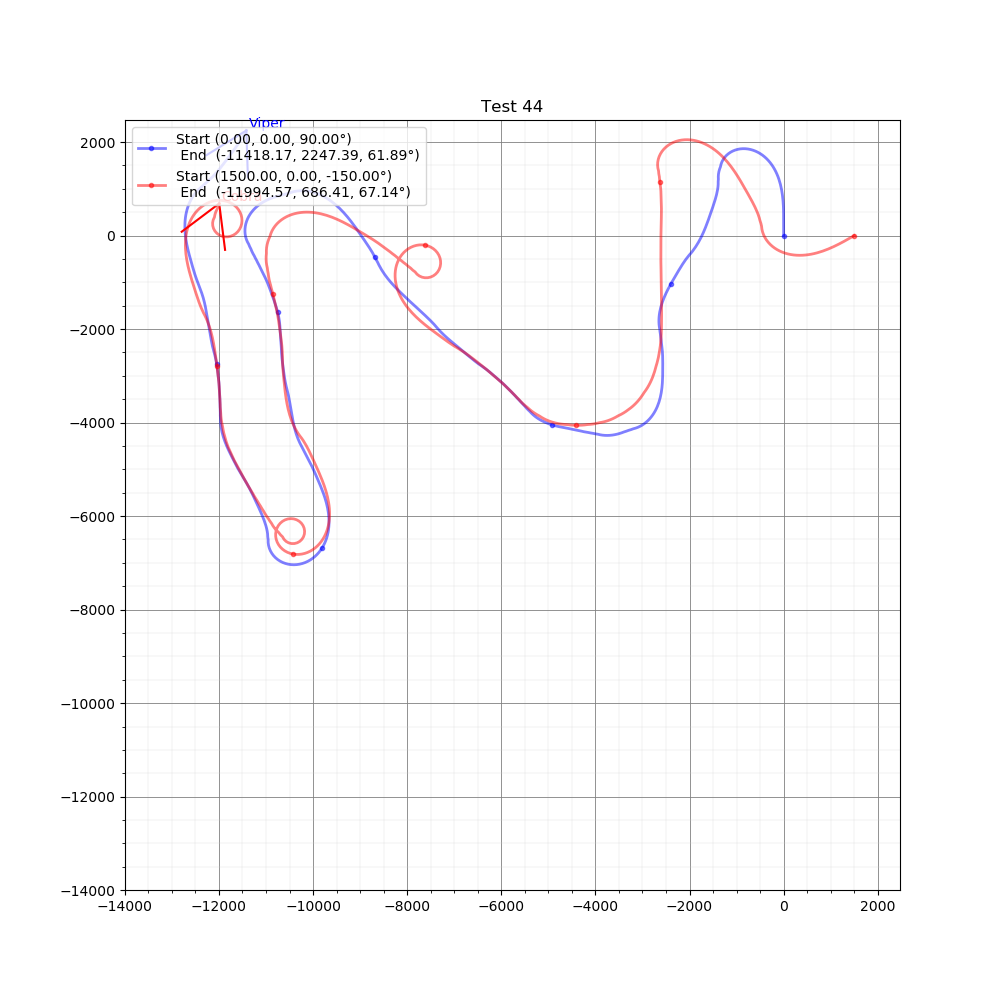 Test 44
Viper
Start (0.00, 0.00, 90.00°)
End (-11418.17, 2247.39, 61.89°)
Start (1500.00, 0.00, -150.00°)
End (-11994.57, 686.41, 67.14°)
2000
0
−2000
−4000
−6000
−8000
−10000
−12000
−14000
−14000 −12000 −10000 −8000 −6000 −4000 −2000 0 2000